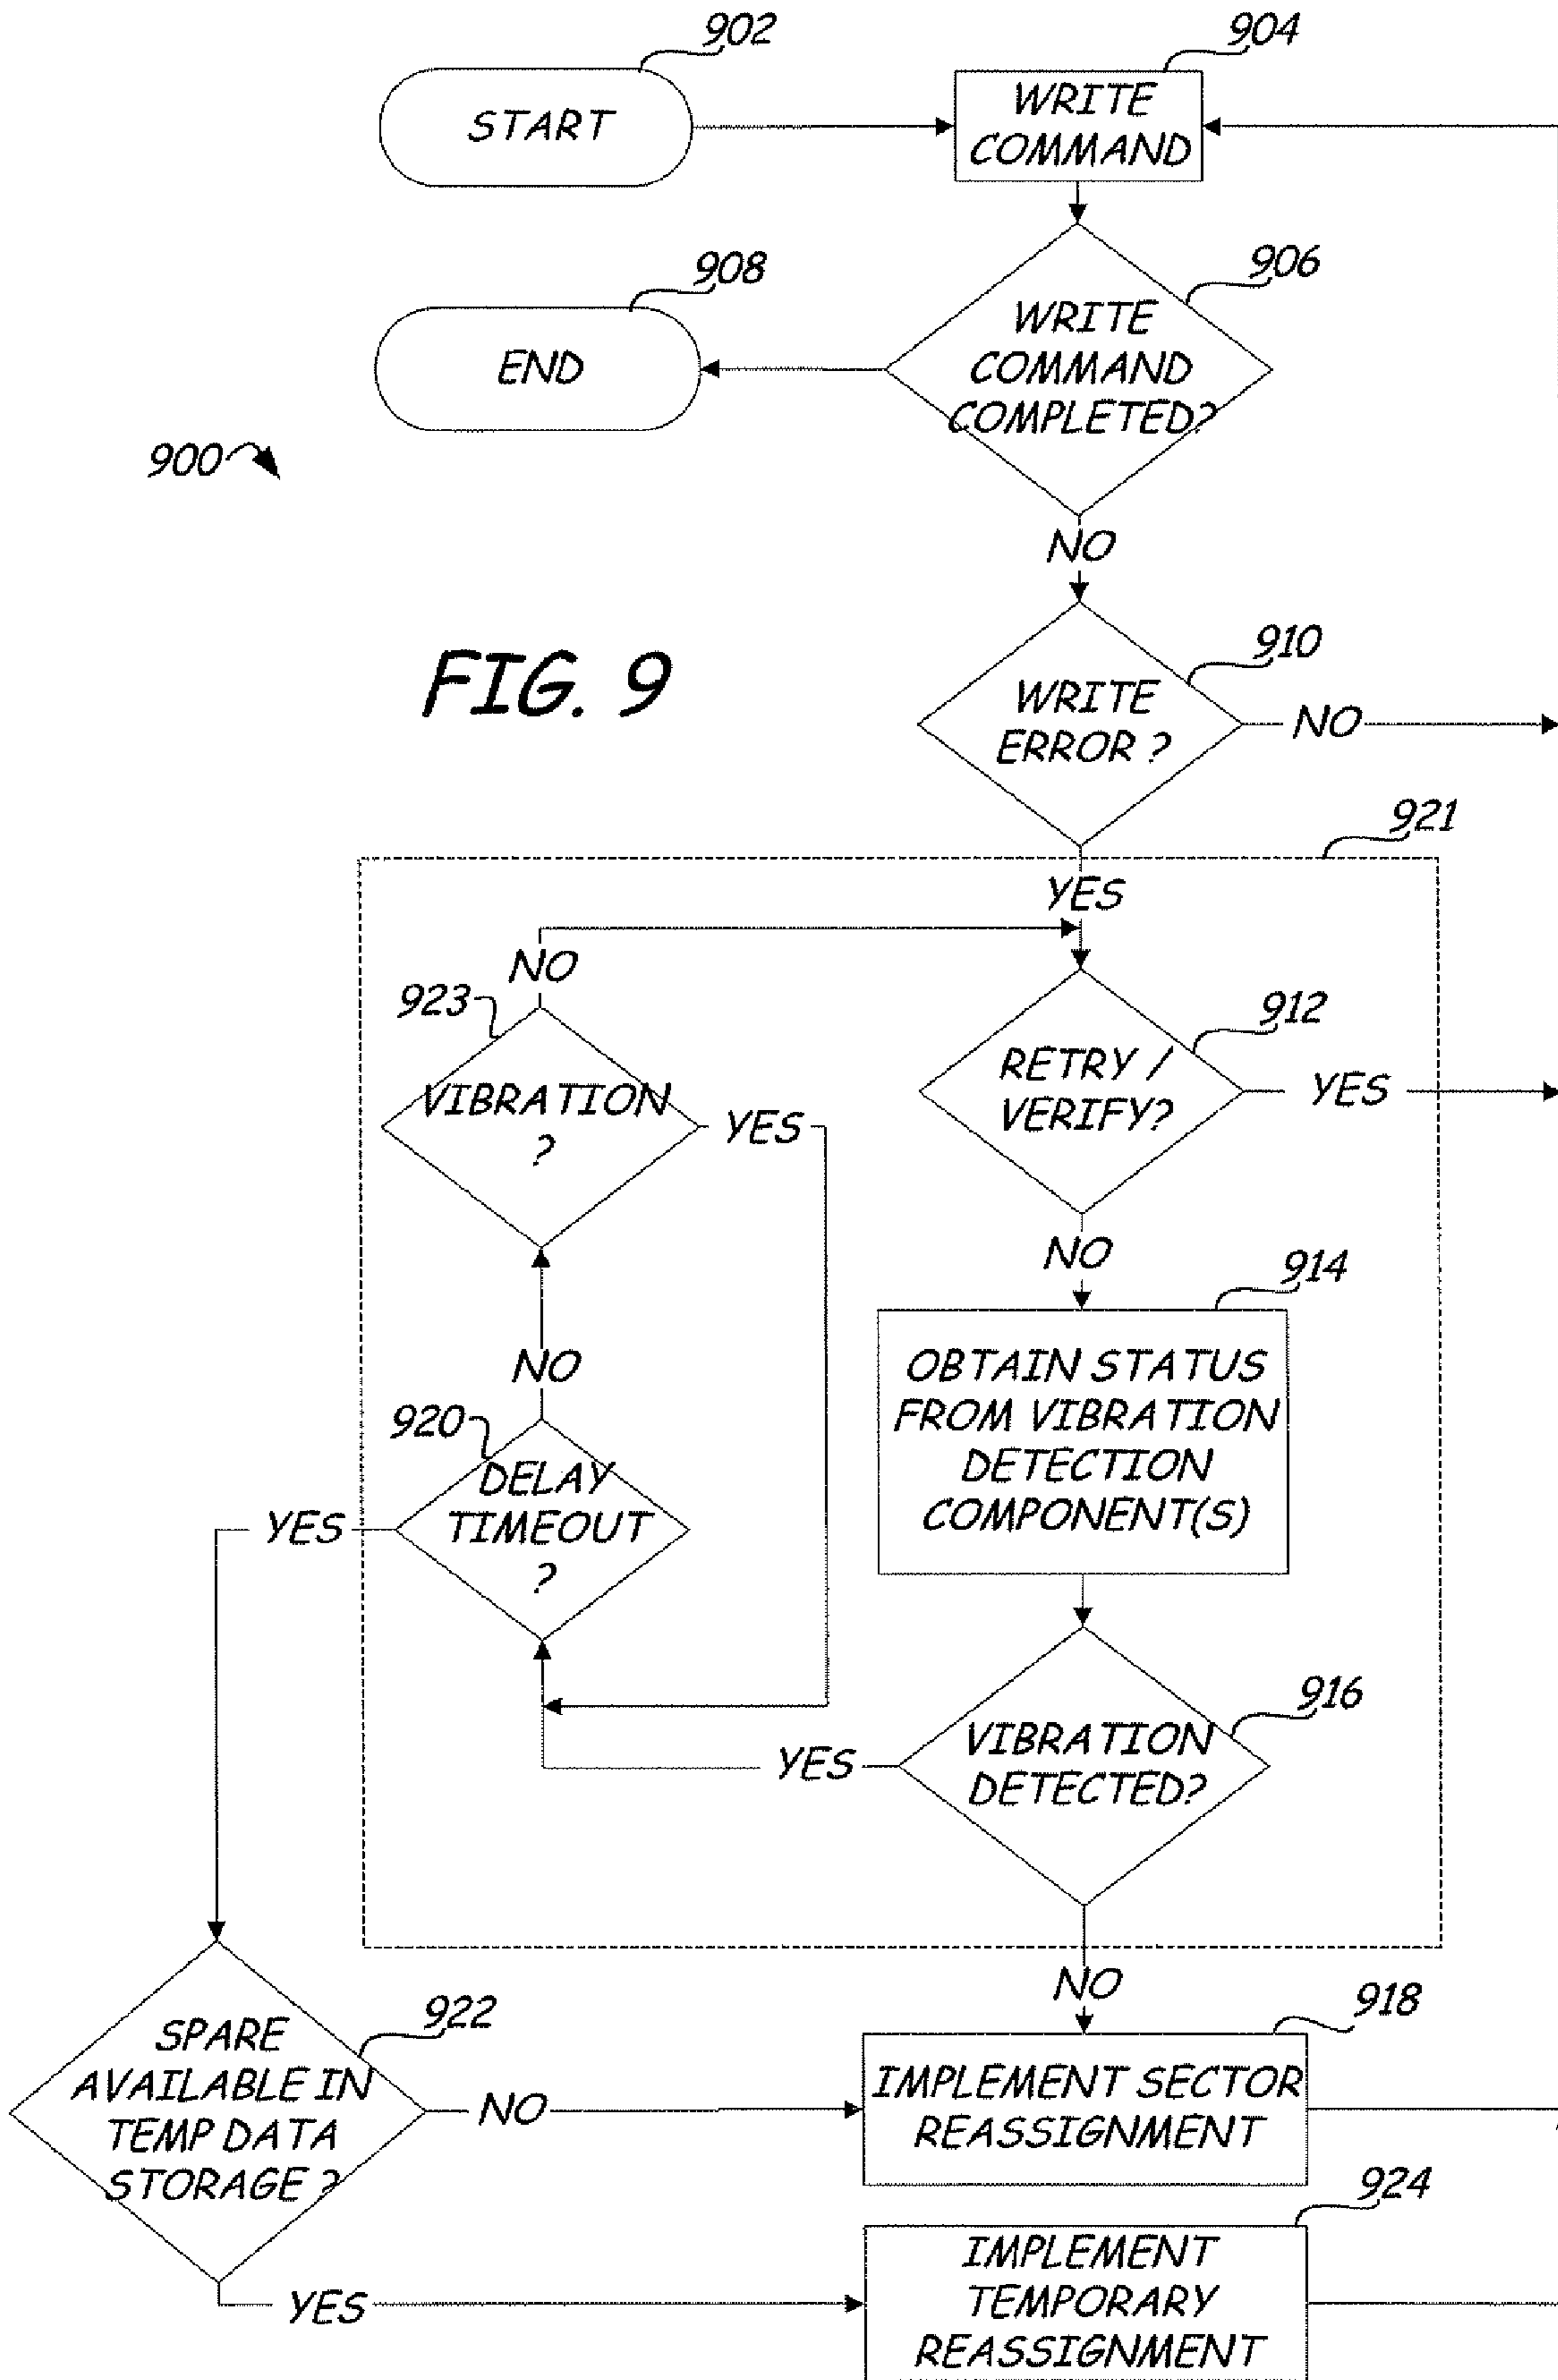 902
904
START
WRITE
COMMAND
908
906
END
WRITE
COMMAND
COMPLETED?
900
NO
FIG. 9
910
WRITE
ERROR ?
NO
921
YES
NO
923
912
VIBRATION
?
YES
RETRY /
VERIFY?
YES
NO
914
NO
OBTAIN STATUS
FROM VIBRATION
DETECTION
COMPONENT(S)
920
DELAY
TIMEOUT
?
YES
916
VIBRATION
DETECTED?
YES
NO
922
918
SPARE
AVAILABLE IN
TEMP DATA
STORAGE ?
NO
IMPLEMENT SECTOR
REASSIGNMENT
924
YES
IMPLEMENT
TEMPORARY
REASSIGNMENT